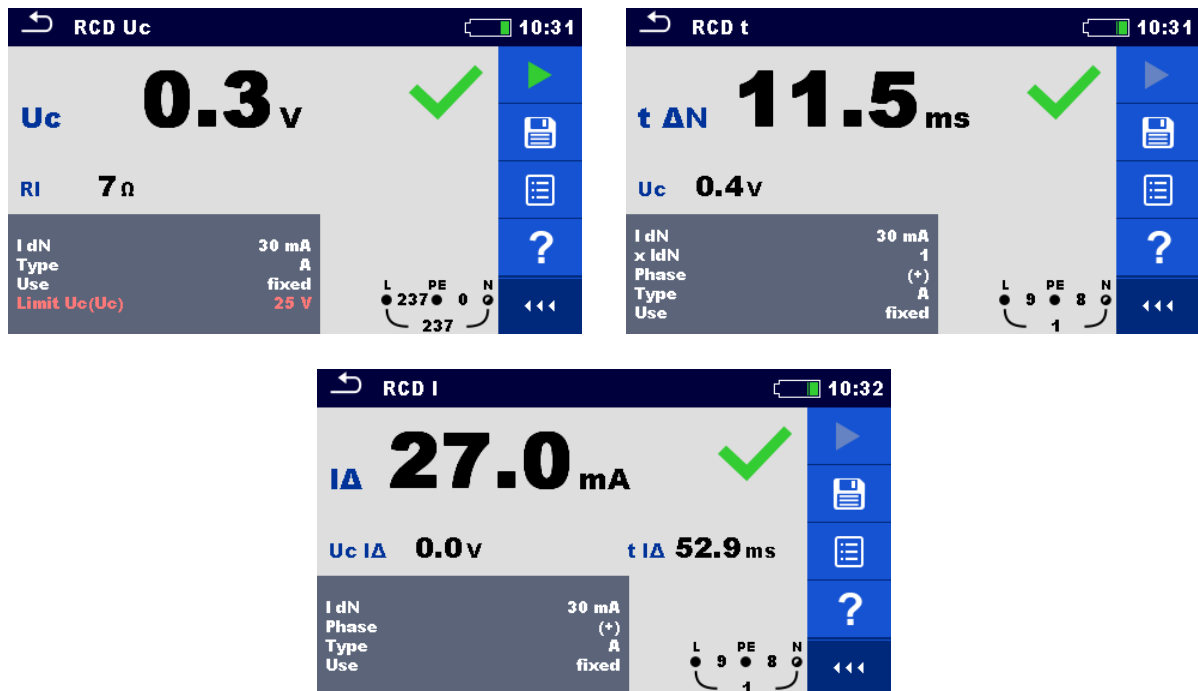 RCD Uc 10:31
Uc 0.3 V
RI 7 Ω
I dN 30 mA
Type A
Use fixed
Limit Uc(Uc) 25 V
?
L PE N
237 0
237
RCD t 10:31
t ΔN 11.5 ms
Uc 0.4 V
I dN 30 mA
x IdN 1
Phase (+)
Type A
Use fixed
?
L PE N
9 8
1
RCD I 10:32
IΔ 27.0 mA
Uc IΔ 0.0 V t IΔ 52.9 ms
I dN 30 mA
Phase (+)
Type A
Use fixed
?
L PE N
9 8
1